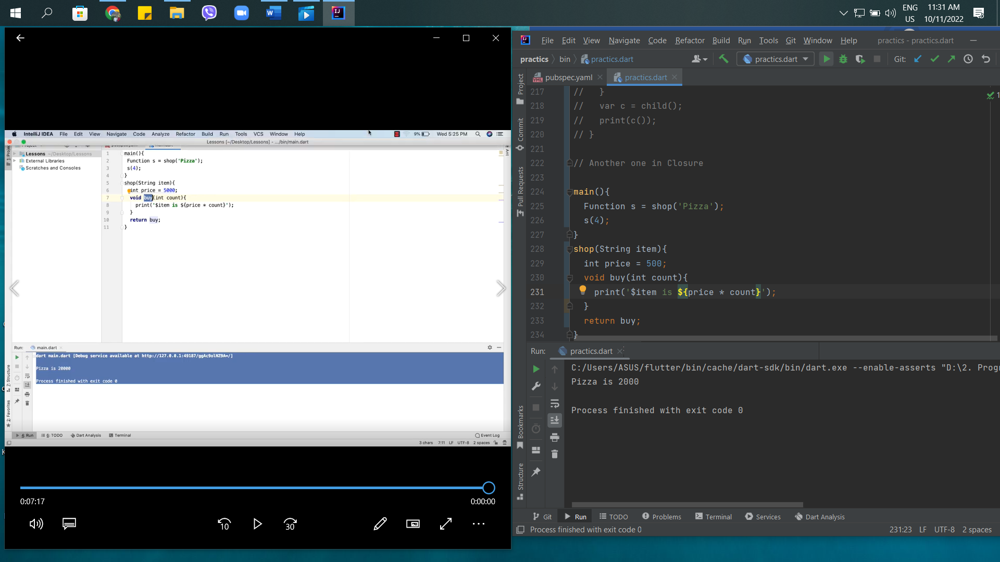 ENG
US
11:31 AM
10/11/2022
IntelliJ IDEA File Edit View Navigate Code Analyze Refactor Build Run Tools VCS Window Help
9% Wed 5:25 PM
Lessons [~/Desktop/Lessons] - .../bin/main.dart
Lessons ~/Desktop/Lessons
External Libraries
Scratches and Consoles
1 main(){
2 Function s = shop('Pizza');
3 s(4);
4 }
5 shop(String item){
6 int price = 5000;
7 void buy(int count){
8 print('$item is ${price * count}');
9 }
10 return buy;
11 }
Ant
Run: main.dart
dart main.dart [Debug service available at http://127.0.0.1:49187/ggAc9olNZ9A=/]
Pizza is 20000
Process finished with exit code 0
Z: Structure
2: Favorites
4: Run 6: TODO Dart Analysis Terminal Event Log
3 chars 7:11 LF UTF-8 2 spaces
0:07:17 0:00:00
10 30
File Edit View Navigate Code Refactor Build Run Tools Git Window Help practics - practics.dart
practics bin practics.dart practics.dart Git:
pubspec.yaml practics.dart
Project
Commit
Pull Requests
Bookmarks
Structure
1
217 // }
218 // var c = child();
219 // print(c());
220 // }
221
222 // Another one in Closure
223
224 main(){
225 Function s = shop('Pizza');
226 s(4);
227 }
228 shop(String item){
229 int price = 500;
230 void buy(int count){
231 print('$item is ${price * count}');
232 }
233 return buy;
234 }
Run: practics.dart
C:/Users/ASUS/flutter/bin/cache/dart-sdk/bin/dart.exe --enable-asserts "D:\2. Progr
Pizza is 2000
Process finished with exit code 0
Git Run TODO Problems Terminal Services Dart Analysis
Process finished with exit code 0 231:23 LF UTF-8 2 spaces